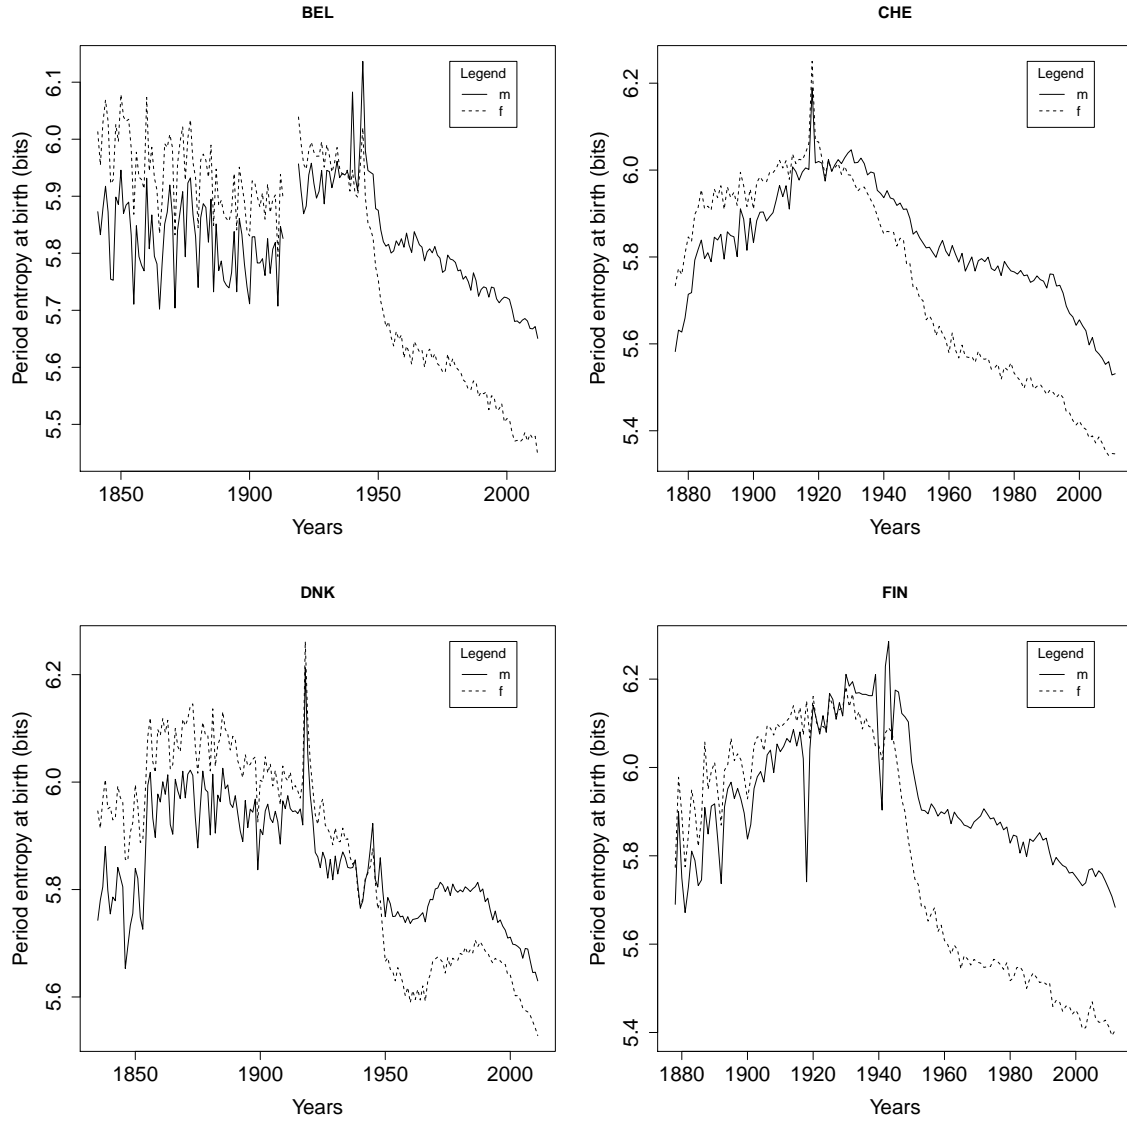 BEL
Period entropy at birth (bits)
5.5 5.6 5.7 5.8 5.9 6.0 6.1
Legend
m
f
1850 1900 1950 2000
Years
CHE
Period entropy at birth (bits)
5.4 5.6 5.8 6.0 6.2
Legend
m
f
1880 1900 1920 1940 1960 1980 2000
Years
DNK
Period entropy at birth (bits)
5.6 5.8 6.0 6.2
Legend
m
f
1850 1900 1950 2000
Years
FIN
Period entropy at birth (bits)
5.4 5.6 5.8 6.0 6.2
Legend
m
f
1880 1900 1920 1940 1960 1980 2000
Years